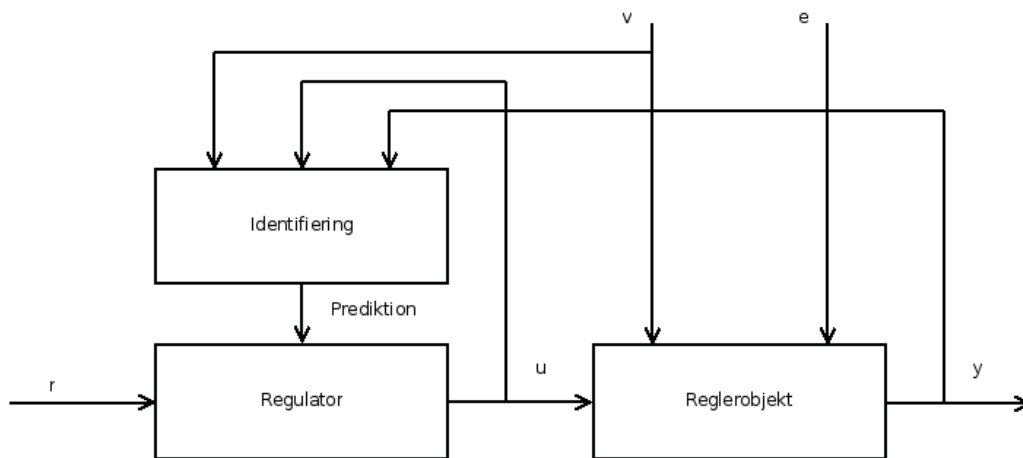 v
e
Identifiering
Prediktion
r
Regulator
u
Reglerobjekt
y